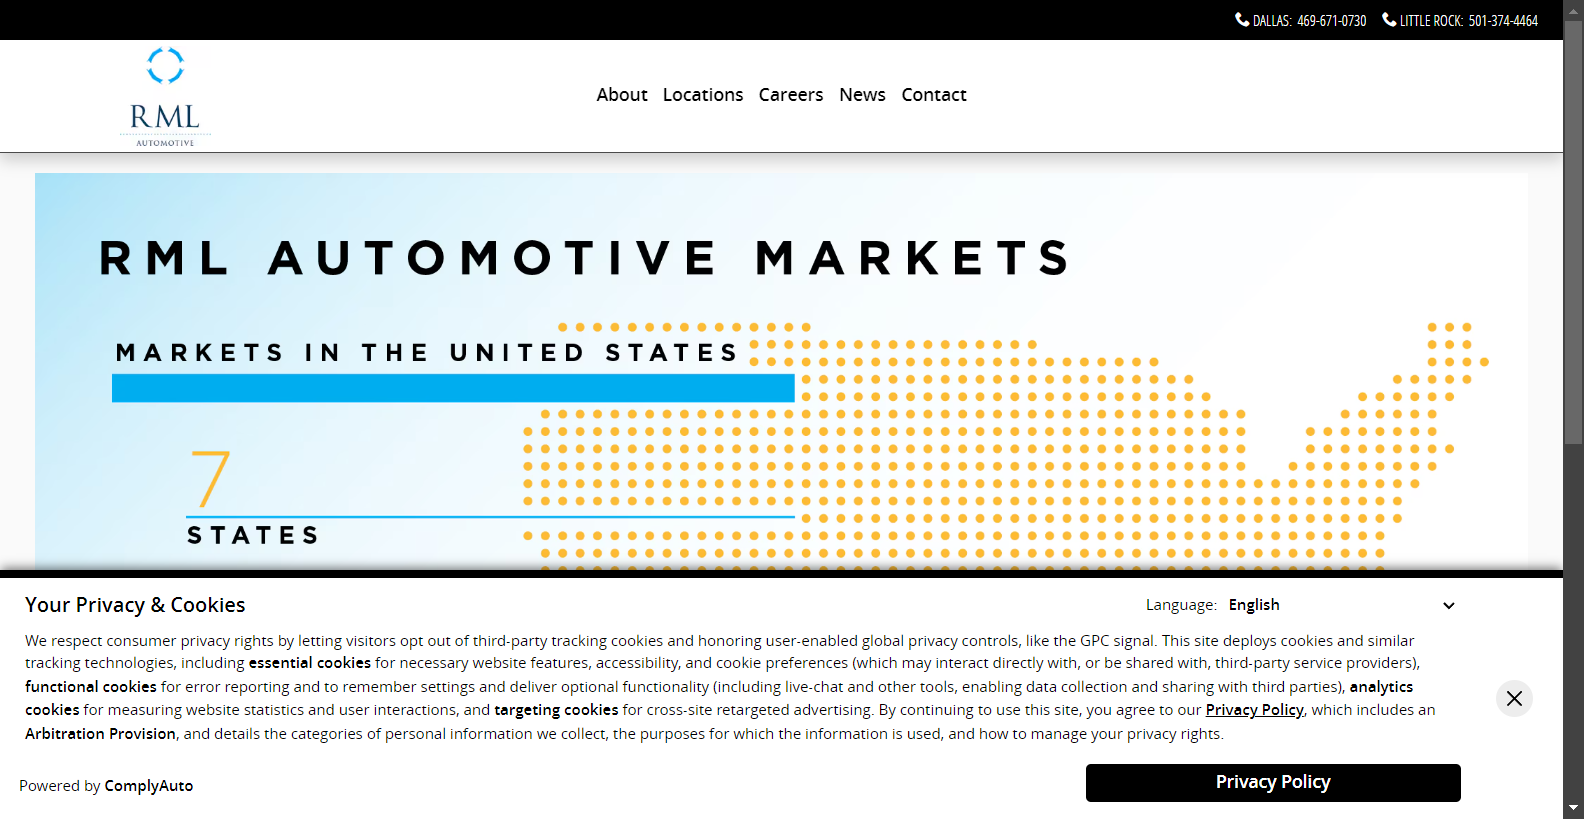 DALLAS: 469-671-0730 LITTLE ROCK: 501-374-4464
RML
AUTOMOTIVE
About Locations Careers News Contact
RML AUTOMOTIVE MARKETS
MARKETS IN THE UNITED STATES
7
STATES
Your Privacy & Cookies
Language: English
We respect consumer privacy rights by letting visitors opt out of third-party tracking cookies and honoring user-enabled global privacy controls, like the GPC signal. This site deploys cookies and similar
tracking technologies, including essential cookies for necessary website features, accessibility, and cookie preferences (which may interact directly with, or be shared with, third-party service providers),
functional cookies for error reporting and to remember settings and deliver optional functionality (including live-chat and other tools, enabling data collection and sharing with third parties), analytics
cookies for measuring website statistics and user interactions, and targeting cookies for cross-site retargeted advertising. By continuing to use this site, you agree to our Privacy Policy, which includes an
Arbitration Provision, and details the categories of personal information we collect, the purposes for which the information is used, and how to manage your privacy rights.
Powered by ComplyAuto
Privacy Policy